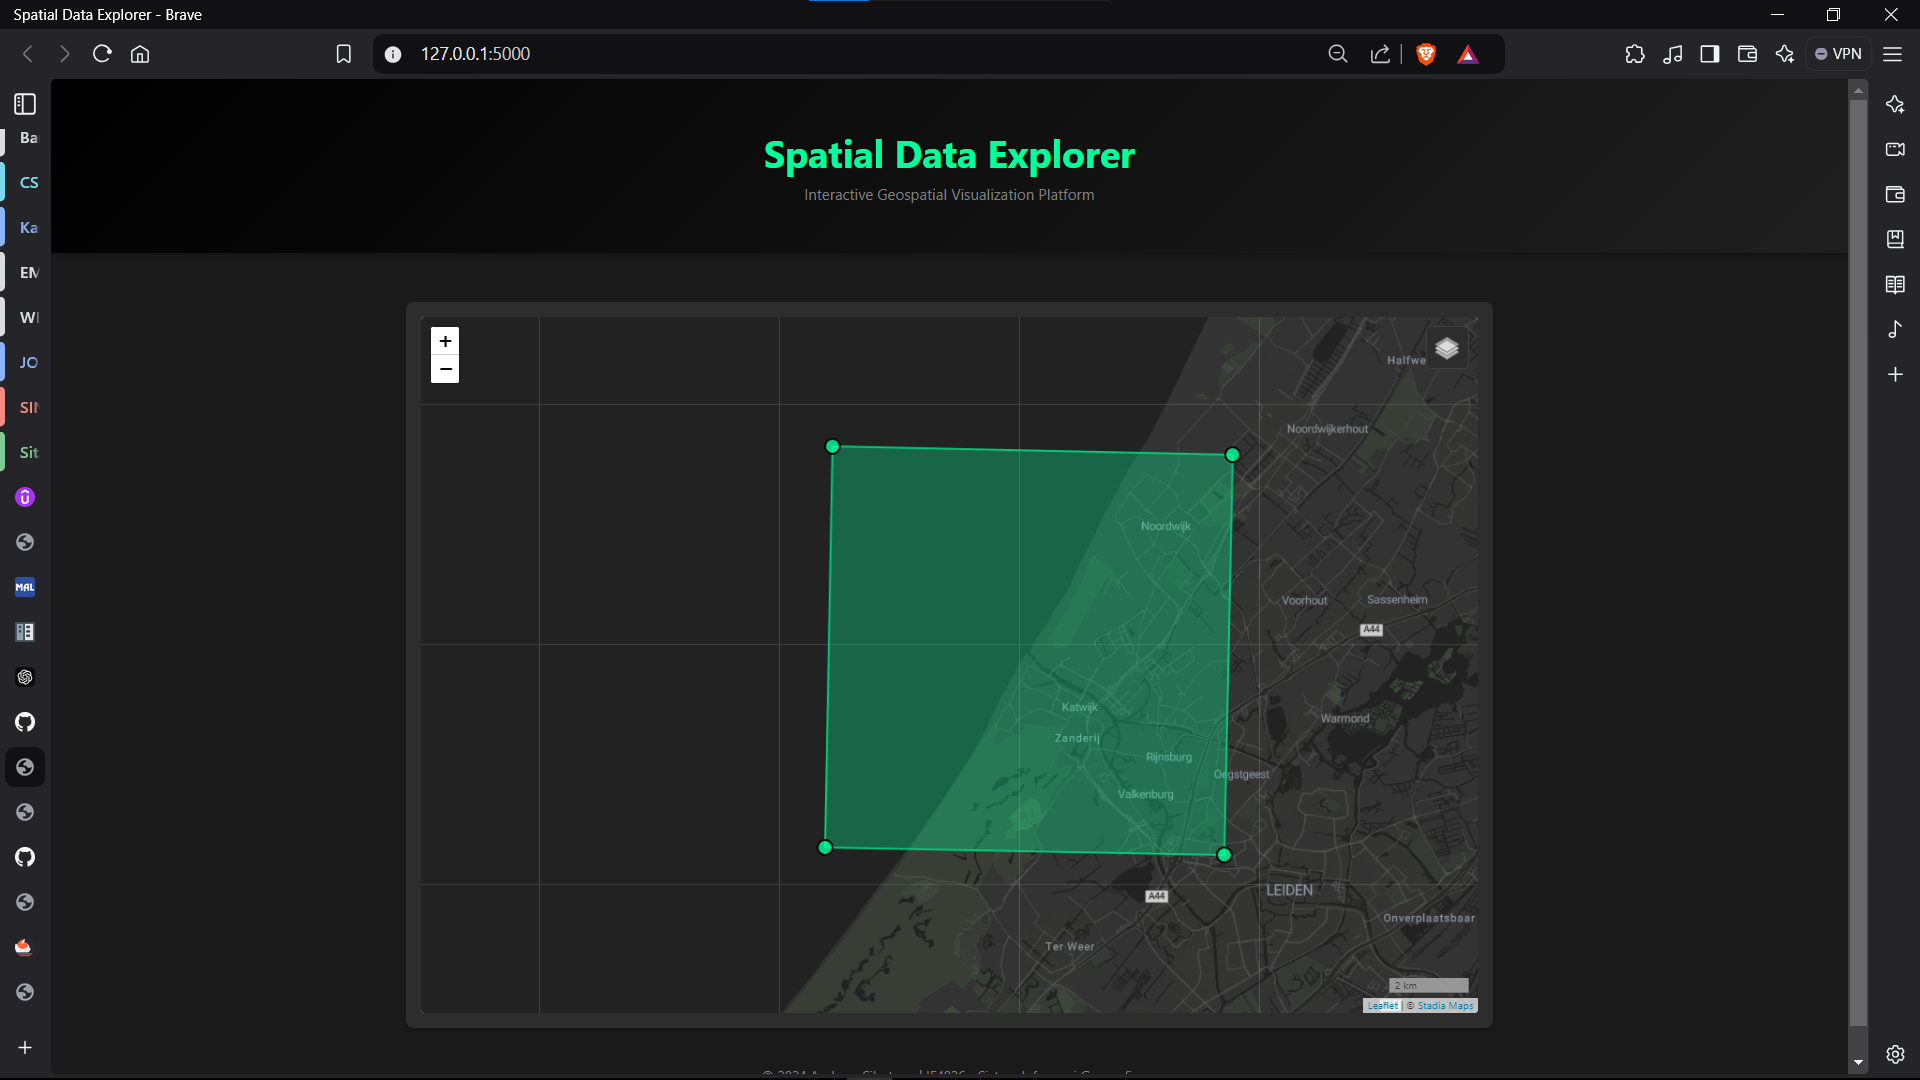 Spatial Data Explorer - Brave
127.0.0.1:5000
VPN
Ba
CS
Ka
EM
WI
JO
SIN
Sit
MAL
Spatial Data Explorer
Interactive Geospatial Visualization Platform
+
−
Halfwe
Noordwijkerhout
Noordwijk
Voorhout
Sassenheim
A44
Katwijk
Warmond
Zanderij
Rijnsburg
Oegstgeest
Valkenburg
LEIDEN
A44
Onverplaatsbaar
Ter Weer
2 km
Leaflet | © Stadia Maps